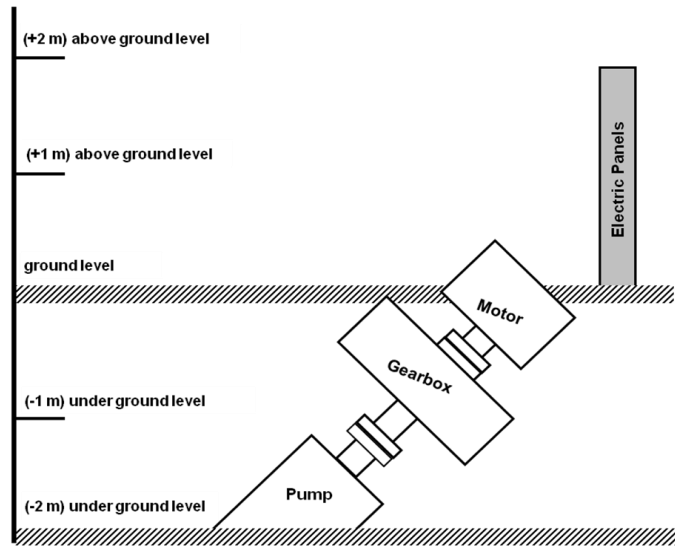 (+2 m) above ground level
(+1 m) above ground level
Electric Panels
ground level
Motor
Gearbox
(-1 m) under ground level
Pump
(-2 m) under ground level